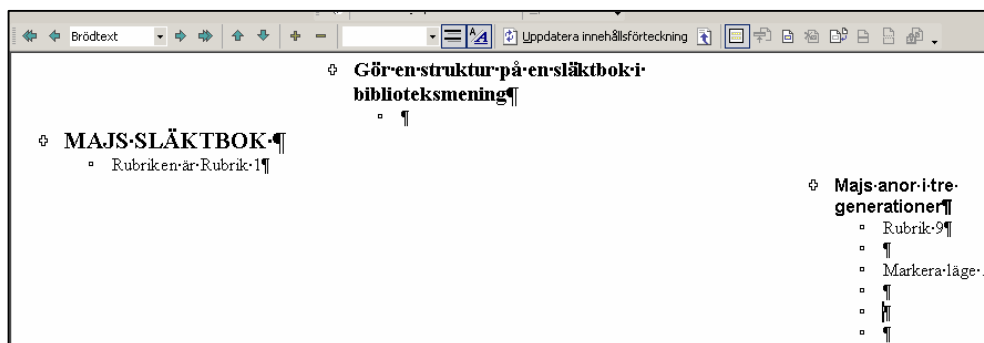 Brödtext Uppdatera innehållsförteckning
Gör·en·struktur·på·en·släktbok·i·
biblioteksmening¶
¶
MAJS·SLÄKTBOK·¶
Rubriken·är·Rubrik·1¶
Majs·anor·i·tre·
generationer¶
Rubrik·9¶
¶
Markera·läge·
¶
¶
¶